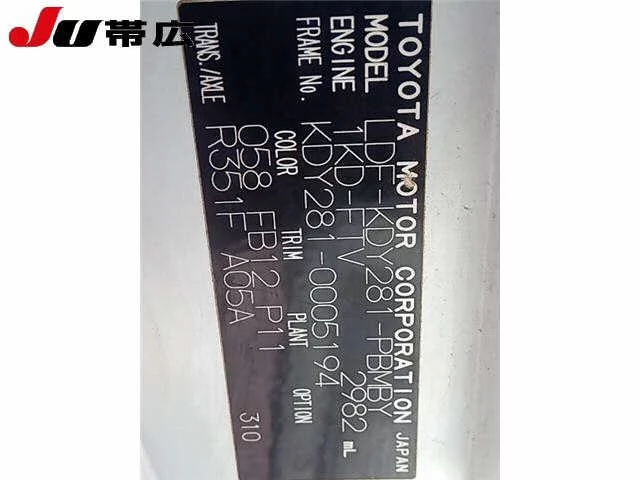 JU帯広
TOYOTA MOTOR CORPORATION JAPAN
MODEL LDF-KDY281-PBMBY
ENGINE 1KD-FTV 2982 mL
FRAME No. KDY281-0005194
COLOR TRIM PLANT OPTION
058 FB12 P11
TRANS./AXLE R351F A05A 310